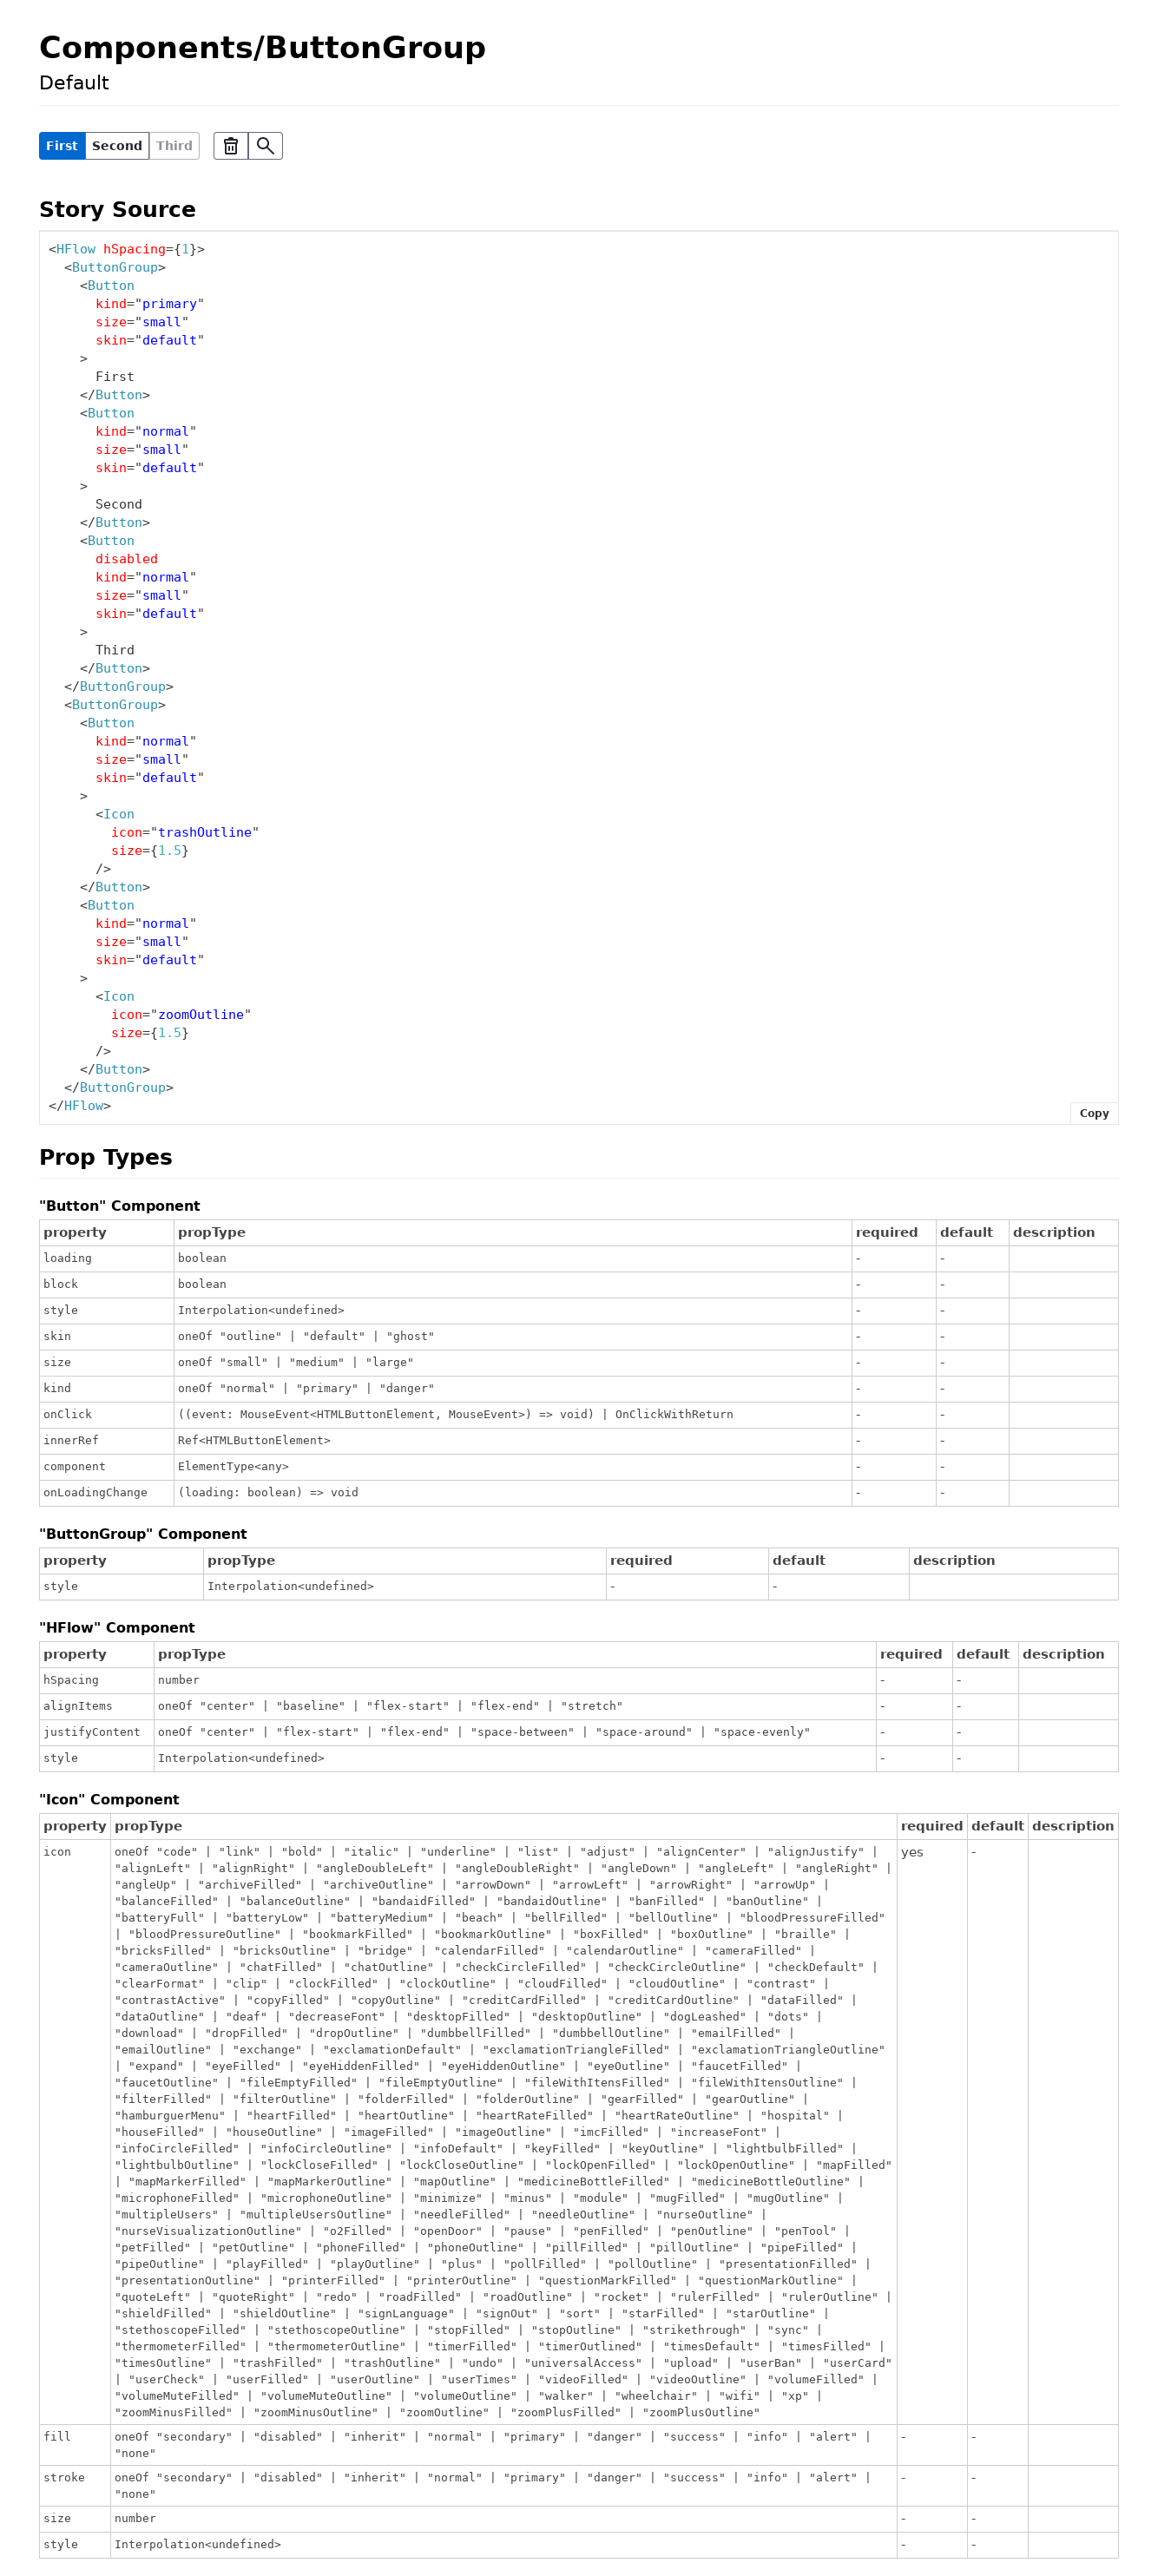 Components/ButtonGroup
Default
First Second Third
Story Source
<HFlow hSpacing={1}>
  <ButtonGroup>
    <Button
      kind="primary"
      size="small"
      skin="default"
    >
      First
    </Button>
    <Button
      kind="normal"
      size="small"
      skin="default"
    >
      Second
    </Button>
    <Button
      disabled
      kind="normal"
      size="small"
      skin="default"
    >
      Third
    </Button>
  </ButtonGroup>
  <ButtonGroup>
    <Button
      kind="normal"
      size="small"
      skin="default"
    >
      <Icon
        icon="trashOutline"
        size={1.5}
      />
    </Button>
    <Button
      kind="normal"
      size="small"
      skin="default"
    >
      <Icon
        icon="zoomOutline"
        size={1.5}
      />
    </Button>
  </ButtonGroup>
</HFlow>
Copy
Prop Types
"Button" Component
property propType required default description
loading boolean - -
block boolean - -
style Interpolation<undefined> - -
skin oneOf "outline" | "default" | "ghost" - -
size oneOf "small" | "medium" | "large" - -
kind oneOf "normal" | "primary" | "danger" - -
onClick ((event: MouseEvent<HTMLButtonElement, MouseEvent>) => void) | OnClickWithReturn - -
innerRef Ref<HTMLButtonElement> - -
component ElementType<any> - -
onLoadingChange (loading: boolean) => void - -
"ButtonGroup" Component
property propType required default description
style Interpolation<undefined> - -
"HFlow" Component
property propType required default description
hSpacing number - -
alignItems oneOf "center" | "baseline" | "flex-start" | "flex-end" | "stretch" - -
justifyContent oneOf "center" | "flex-start" | "flex-end" | "space-between" | "space-around" | "space-evenly" - -
style Interpolation<undefined> - -
"Icon" Component
property propType required default description
icon oneOf "code" | "link" | "bold" | "italic" | "underline" | "list" | "adjust" | "alignCenter" | "alignJustify" | yes -
"alignLeft" | "alignRight" | "angleDoubleLeft" | "angleDoubleRight" | "angleDown" | "angleLeft" | "angleRight" |
"angleUp" | "archiveFilled" | "archiveOutline" | "arrowDown" | "arrowLeft" | "arrowRight" | "arrowUp" |
"balanceFilled" | "balanceOutline" | "bandaidFilled" | "bandaidOutline" | "banFilled" | "banOutline" |
"batteryFull" | "batteryLow" | "batteryMedium" | "beach" | "bellFilled" | "bellOutline" | "bloodPressureFilled"
| "bloodPressureOutline" | "bookmarkFilled" | "bookmarkOutline" | "boxFilled" | "boxOutline" | "braille" |
"bricksFilled" | "bricksOutline" | "bridge" | "calendarFilled" | "calendarOutline" | "cameraFilled" |
"cameraOutline" | "chatFilled" | "chatOutline" | "checkCircleFilled" | "checkCircleOutline" | "checkDefault" |
"clearFormat" | "clip" | "clockFilled" | "clockOutline" | "cloudFilled" | "cloudOutline" | "contrast" |
"contrastActive" | "copyFilled" | "copyOutline" | "creditCardFilled" | "creditCardOutline" | "dataFilled" |
"dataOutline" | "deaf" | "decreaseFont" | "desktopFilled" | "desktopOutline" | "dogLeashed" | "dots" |
"download" | "dropFilled" | "dropOutline" | "dumbbellFilled" | "dumbbellOutline" | "emailFilled" |
"emailOutline" | "exchange" | "exclamationDefault" | "exclamationTriangleFilled" | "exclamationTriangleOutline"
| "expand" | "eyeFilled" | "eyeHiddenFilled" | "eyeHiddenOutline" | "eyeOutline" | "faucetFilled" |
"faucetOutline" | "fileEmptyFilled" | "fileEmptyOutline" | "fileWithItensFilled" | "fileWithItensOutline" |
"filterFilled" | "filterOutline" | "folderFilled" | "folderOutline" | "gearFilled" | "gearOutline" |
"hamburguerMenu" | "heartFilled" | "heartOutline" | "heartRateFilled" | "heartRateOutline" | "hospital" |
"houseFilled" | "houseOutline" | "imageFilled" | "imageOutline" | "imcFilled" | "increaseFont" |
"infoCircleFilled" | "infoCircleOutline" | "infoDefault" | "keyFilled" | "keyOutline" | "lightbulbFilled" |
"lightbulbOutline" | "lockCloseFilled" | "lockCloseOutline" | "lockOpenFilled" | "lockOpenOutline" | "mapFilled"
| "mapMarkerFilled" | "mapMarkerOutline" | "mapOutline" | "medicineBottleFilled" | "medicineBottleOutline" |
"microphoneFilled" | "microphoneOutline" | "minimize" | "minus" | "module" | "mugFilled" | "mugOutline" |
"multipleUsers" | "multipleUsersOutline" | "needleFilled" | "needleOutline" | "nurseOutline" |
"nurseVisualizationOutline" | "o2Filled" | "openDoor" | "pause" | "penFilled" | "penOutline" | "penTool" |
"petFilled" | "petOutline" | "phoneFilled" | "phoneOutline" | "pillFilled" | "pillOutline" | "pipeFilled" |
"pipeOutline" | "playFilled" | "playOutline" | "plus" | "pollFilled" | "pollOutline" | "presentationFilled" |
"presentationOutline" | "printerFilled" | "printerOutline" | "questionMarkFilled" | "questionMarkOutline" |
"quoteLeft" | "quoteRight" | "redo" | "roadFilled" | "roadOutline" | "rocket" | "rulerFilled" | "rulerOutline" |
"shieldFilled" | "shieldOutline" | "signLanguage" | "signOut" | "sort" | "starFilled" | "starOutline" |
"stethoscopeFilled" | "stethoscopeOutline" | "stopFilled" | "stopOutline" | "strikethrough" | "sync" |
"thermometerFilled" | "thermometerOutline" | "timerFilled" | "timerOutlined" | "timesDefault" | "timesFilled" |
"timesOutline" | "trashFilled" | "trashOutline" | "undo" | "universalAccess" | "upload" | "userBan" | "userCard"
| "userCheck" | "userFilled" | "userOutline" | "userTimes" | "videoFilled" | "videoOutline" | "volumeFilled" |
"volumeMuteFilled" | "volumeMuteOutline" | "volumeOutline" | "walker" | "wheelchair" | "wifi" | "xp" |
"zoomMinusFilled" | "zoomMinusOutline" | "zoomOutline" | "zoomPlusFilled" | "zoomPlusOutline"
fill oneOf "secondary" | "disabled" | "inherit" | "normal" | "primary" | "danger" | "success" | "info" | "alert" | - -
"none"
stroke oneOf "secondary" | "disabled" | "inherit" | "normal" | "primary" | "danger" | "success" | "info" | "alert" | - -
"none"
size number - -
style Interpolation<undefined> - -